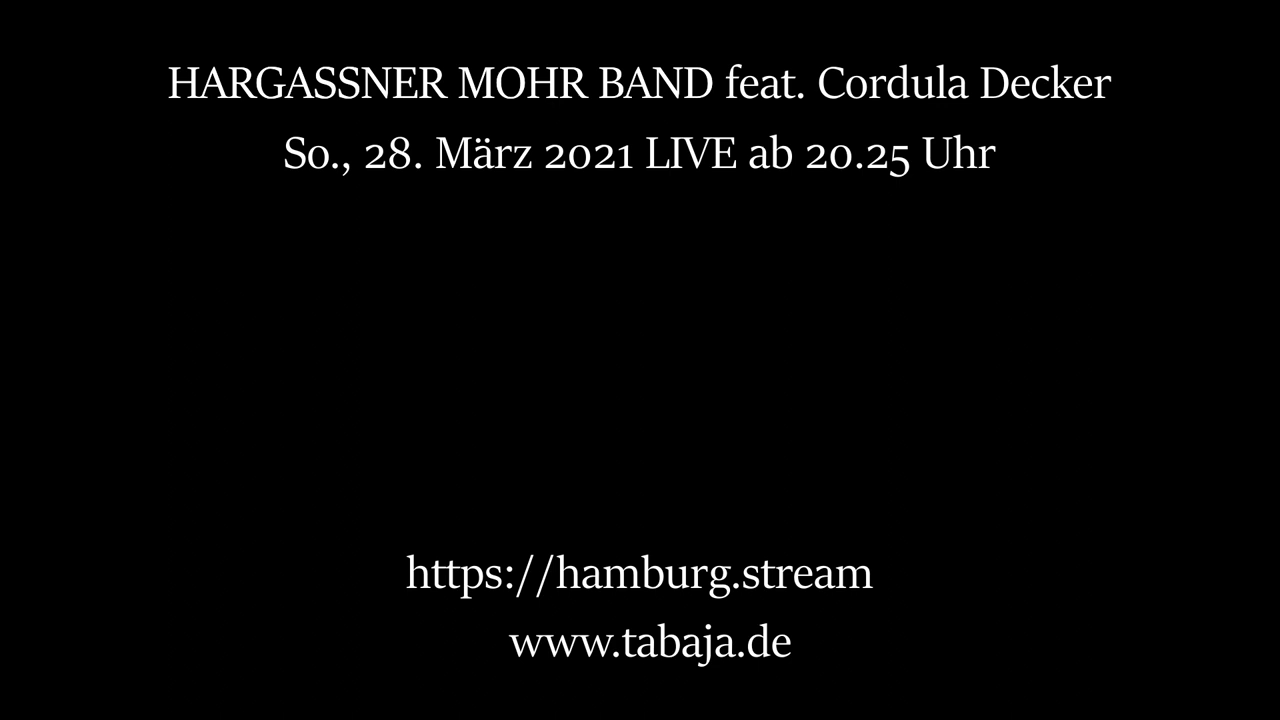 HARGASSNER MOHR BAND feat. Cordula Decker
So., 28. März 2021 LIVE ab 20.25 Uhr
https://hamburg.stream
www.tabaja.de